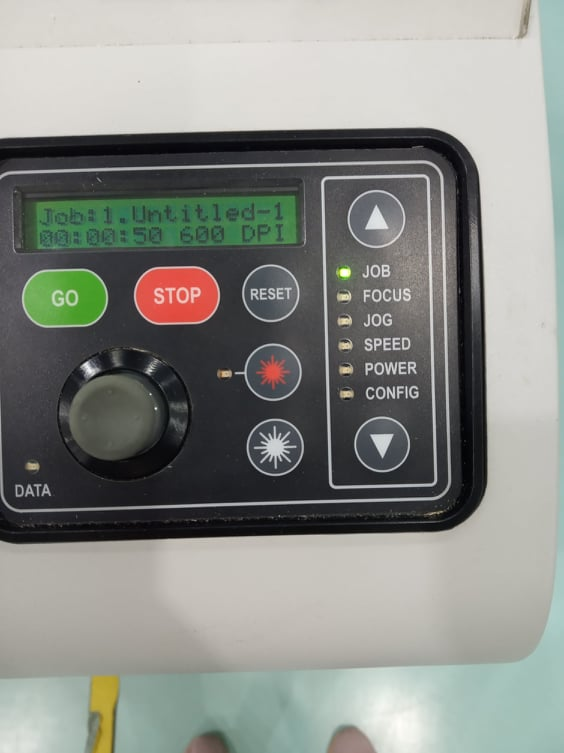 Job:1.Untitled-1
00:00:50 600 DPI
GO
STOP
RESET
DATA
JOB
FOCUS
JOG
SPEED
POWER
CONFIG